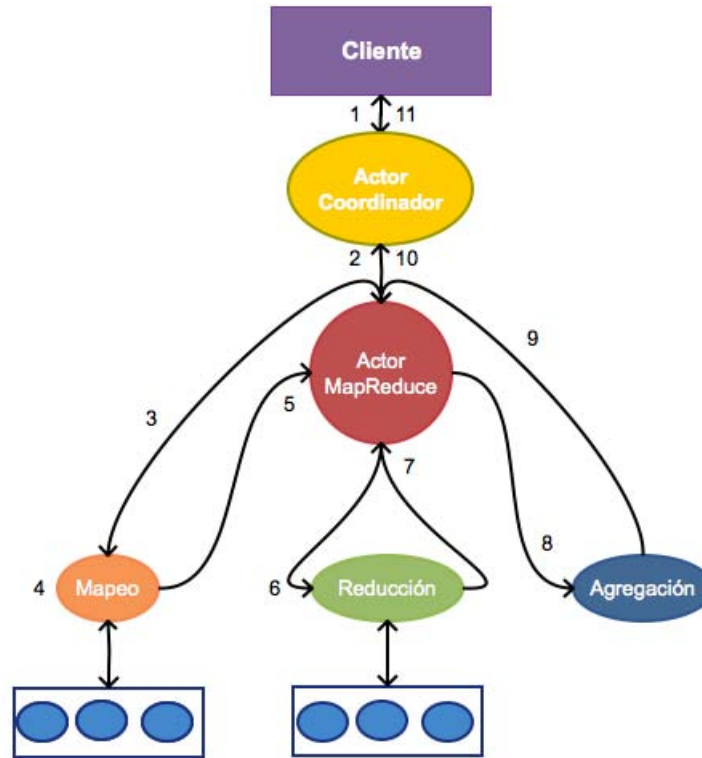 Cliente
1 11
Actor
Coordinador
2 10
9
Actor
MapReduce
3
5
7
8
4
Mapeo
6
Reducción
Agregación